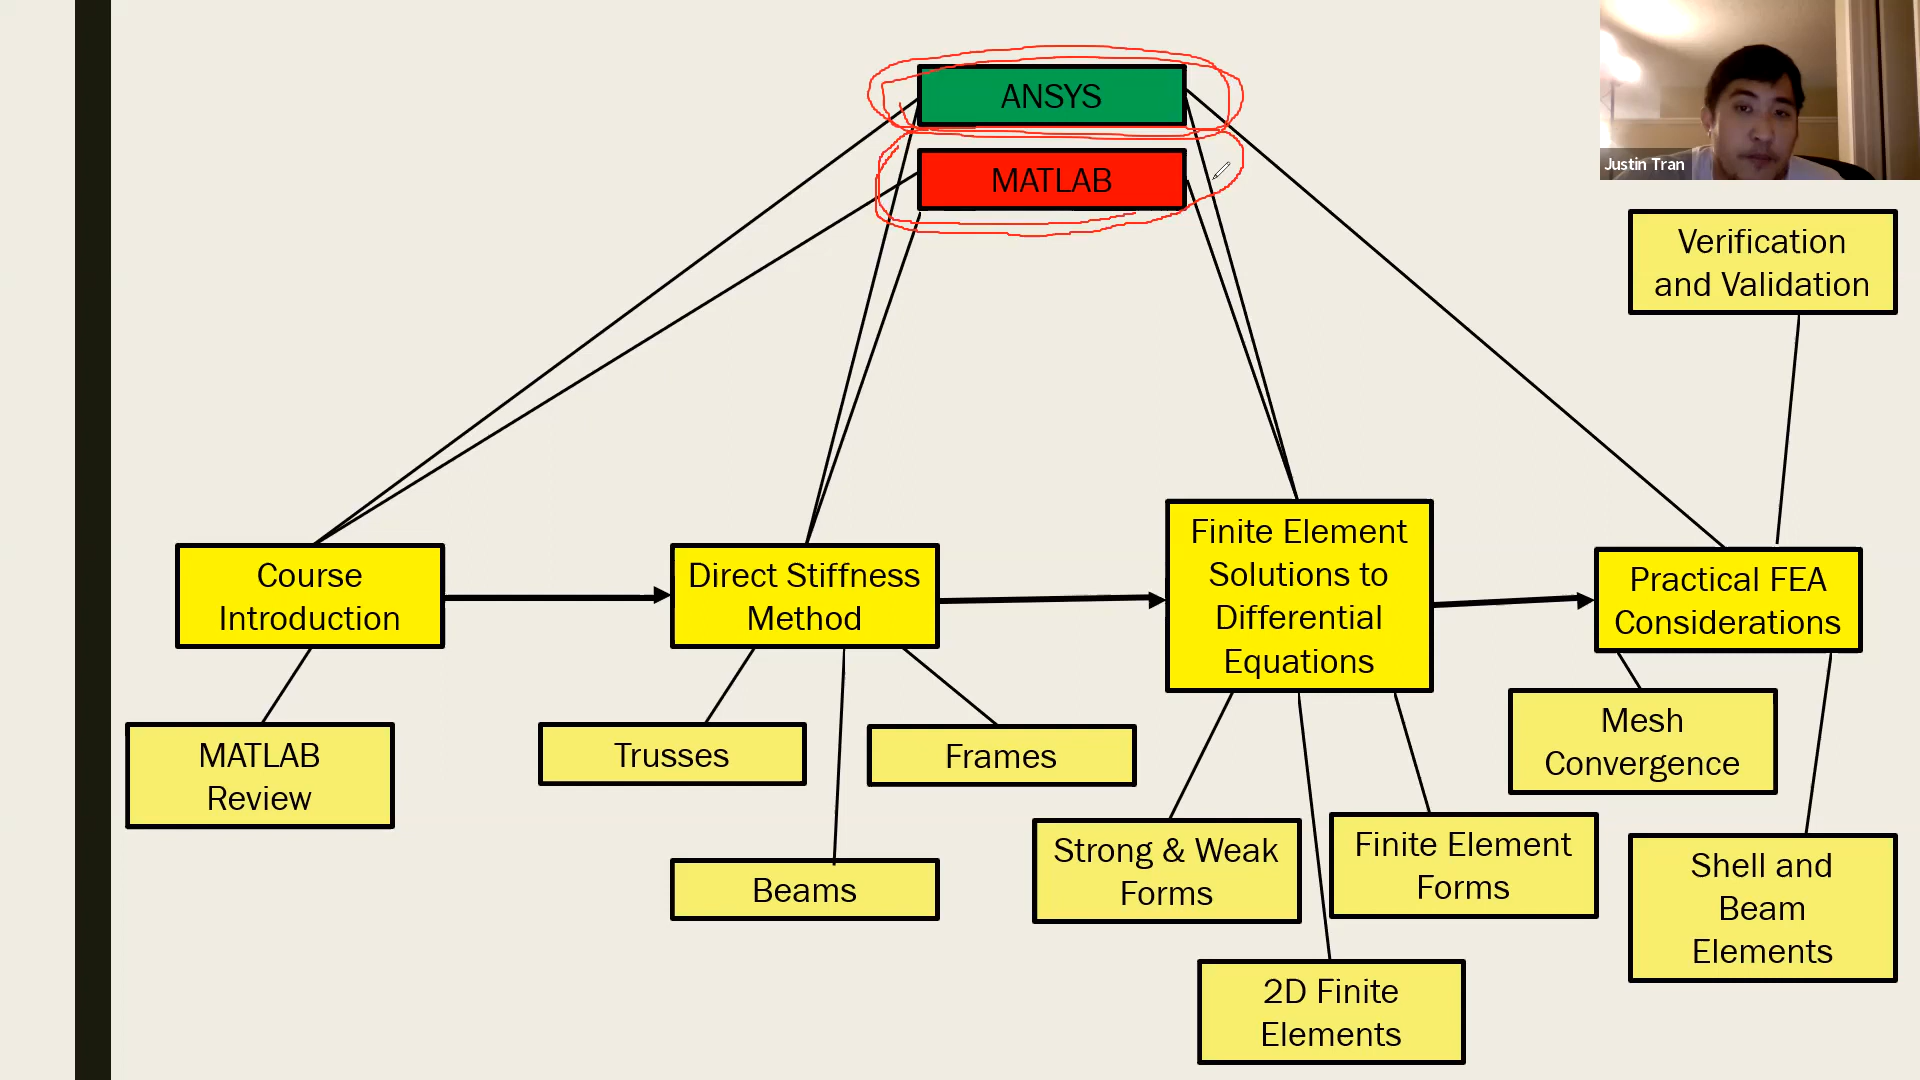 ANSYS
MATLAB
Justin Tran
Verification
and Validation
Course
Introduction
Direct Stiffness
Method
Finite Element
Solutions to
Differential
Equations
Practical FEA
Considerations
MATLAB
Review
Trusses
Frames
Beams
Mesh
Convergence
Strong & Weak
Forms
Finite Element
Forms
Shell and
Beam
Elements
2D Finite
Elements